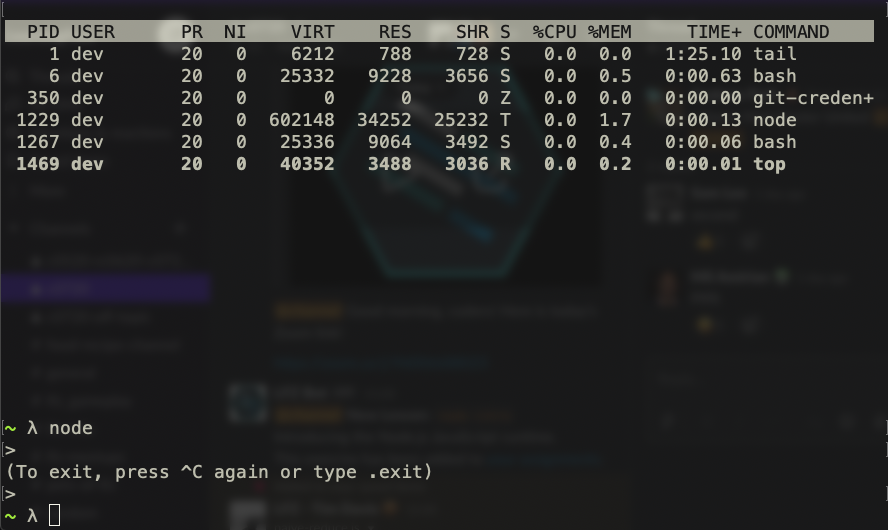 PID USER PR NI VIRT RES SHR S %CPU %MEM TIME+ COMMAND
1 dev 20 0 6212 788 728 S 0.0 0.0 1:25.10 tail
6 dev 20 0 25332 9228 3656 S 0.0 0.5 0:00.63 bash
350 dev 20 0 0 0 0 Z 0.0 0.0 0:00.00 git-creden+
1229 dev 20 0 602148 34252 25232 T 0.0 1.7 0:00.13 node
1267 dev 20 0 25336 9064 3492 S 0.0 0.4 0:00.06 bash
1469 dev 20 0 40352 3488 3036 R 0.0 0.2 0:00.01 top
~ λ node
>
(To exit, press ^C again or type .exit)
>
~ λ